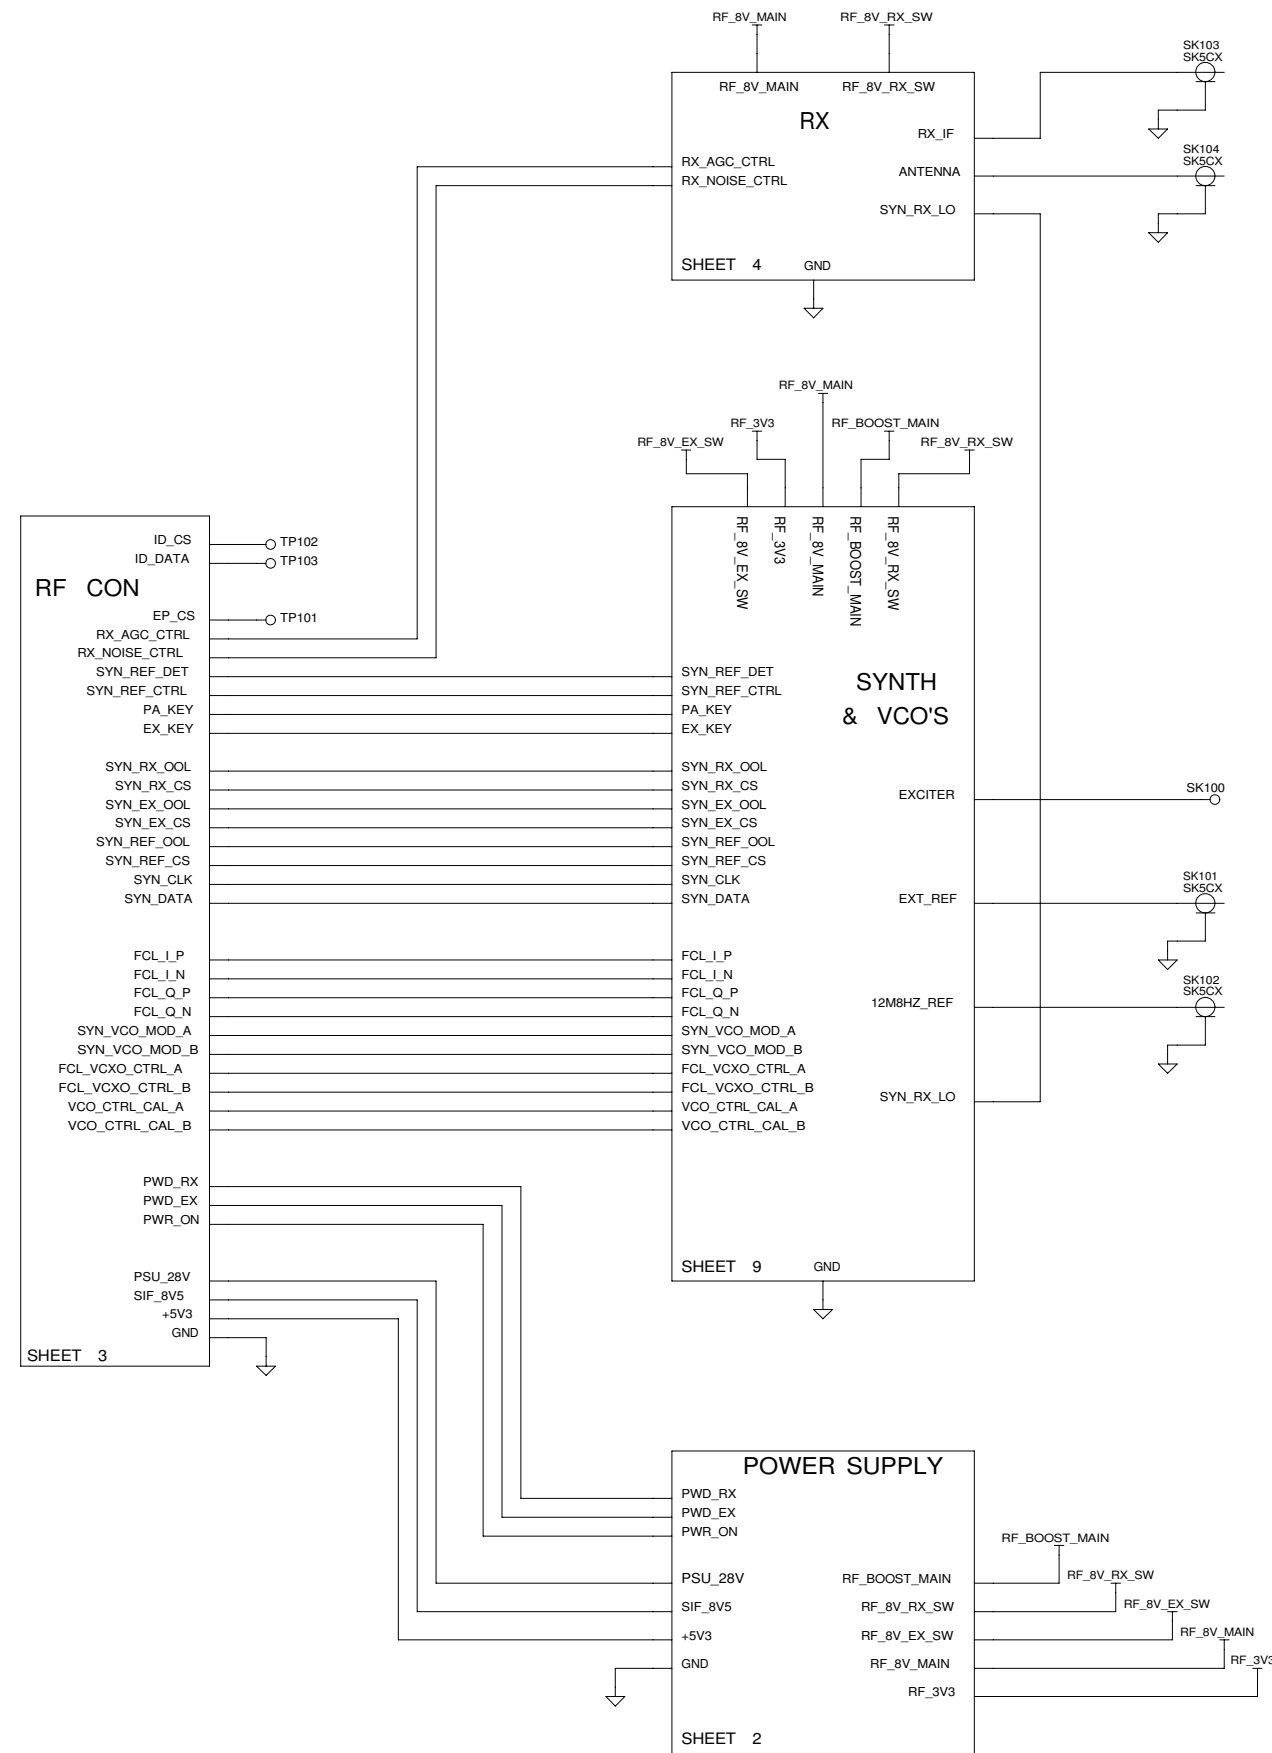 RF_8V_MAIN
RF_8V_RX_SW
RF_8V_MAIN
RF_8V_RX_SW
RX
RX_IF
RX_AGC_CTRL
RX_NOISE_CTRL
ANTENNA
SYN_RX_LO
SHEET 4
GND
SK103
SK5CX
SK104
SK5CX
RF_8V_MAIN
RF_3V3
RF_BOOST_MAIN
RF_8V_EX_SW
RF_8V_RX_SW
RF_8V_EX_SW
RF_3V3
RF_8V_MAIN
RF_BOOST_MAIN
RF_8V_RX_SW
ID_CS
TP102
ID_DATA
TP103
RF CON
EP_CS
TP101
RX_AGC_CTRL
RX_NOISE_CTRL
SYN_REF_DET
SYN_REF_CTRL
PA_KEY
EX_KEY
SYN_RX_OOL
SYN_RX_CS
SYN_EX_OOL
SYN_EX_CS
SYN_REF_OOL
SYN_REF_CS
SYN_CLK
SYN_DATA
FCL_I_P
FCL_I_N
FCL_Q_P
FCL_Q_N
SYN_VCO_MOD_A
SYN_VCO_MOD_B
FCL_VCXO_CTRL_A
FCL_VCXO_CTRL_B
VCO_CTRL_CAL_A
VCO_CTRL_CAL_B
PWD_RX
PWD_EX
PWR_ON
PSU_28V
SIF_8V5
+5V3
GND
SHEET 3
SYN_REF_DET
SYN_REF_CTRL
PA_KEY
EX_KEY
SYNTH
& VCO'S
SYN_RX_OOL
SYN_RX_CS
SYN_EX_OOL
SYN_EX_CS
SYN_REF_OOL
SYN_REF_CS
SYN_CLK
SYN_DATA
FCL_I_P
FCL_I_N
FCL_Q_P
FCL_Q_N
SYN_VCO_MOD_A
SYN_VCO_MOD_B
FCL_VCXO_CTRL_A
FCL_VCXO_CTRL_B
VCO_CTRL_CAL_A
VCO_CTRL_CAL_B
EXCITER
EXT_REF
12M8HZ_REF
SYN_RX_LO
SHEET 9
GND
SK100
SK101
SK5CX
SK102
SK5CX
POWER SUPPLY
PWD_RX
PWD_EX
PWR_ON
PSU_28V
SIF_8V5
+5V3
GND
RF_BOOST_MAIN
RF_8V_RX_SW
RF_8V_EX_SW
RF_8V_MAIN
RF_3V3
SHEET 2
RF_BOOST_MAIN
RF_8V_RX_SW
RF_8V_EX_SW
RF_8V_MAIN
RF_3V3